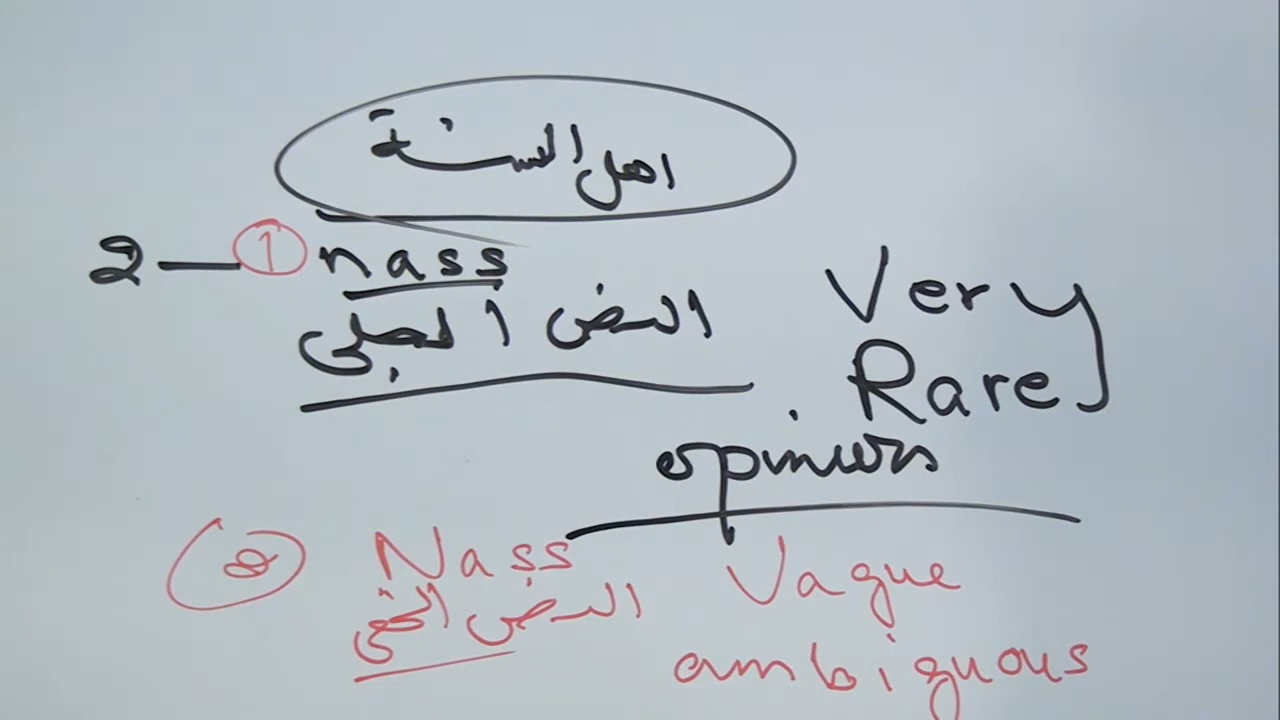 اهل السنة
2 — 1 nass
النص الجلي
Very
Rare
opinions
2 Nass Vague
النص الخفي
ambiguous